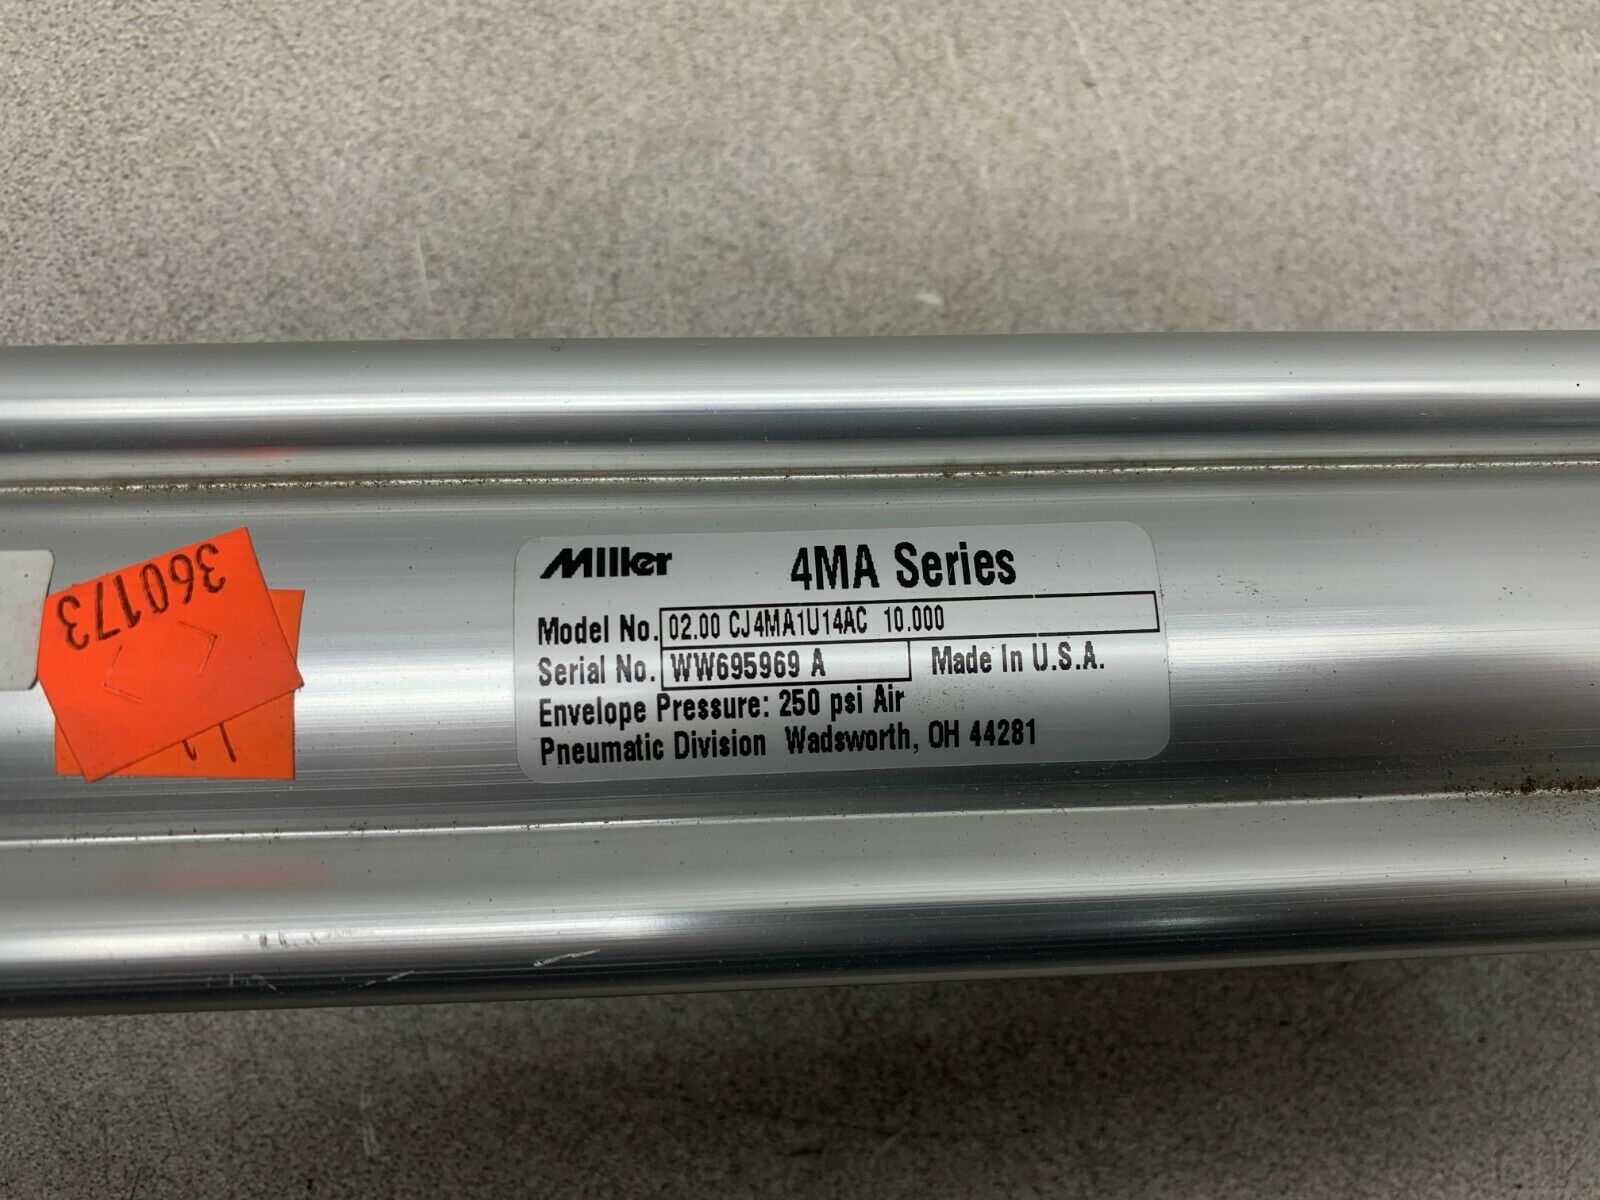 Miller 4MA Series
Model No. 02.00 CJ4MA1U14AC 10.000
Serial No. WW695969 A Made In U.S.A.
Envelope Pressure: 250 psi Air
Pneumatic Division Wadsworth, OH 44281
360173